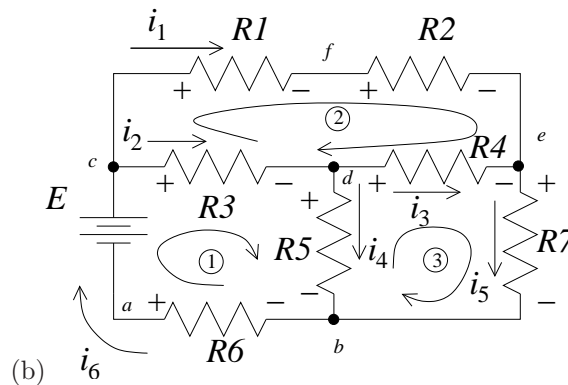 i1 R1 f R2
+ − + −
i2 2 e
c R4
+ − d + − +
E R3 + i3
1 R5 i4 3 i5 R7
a + − − −
i6 R6 b
(b)